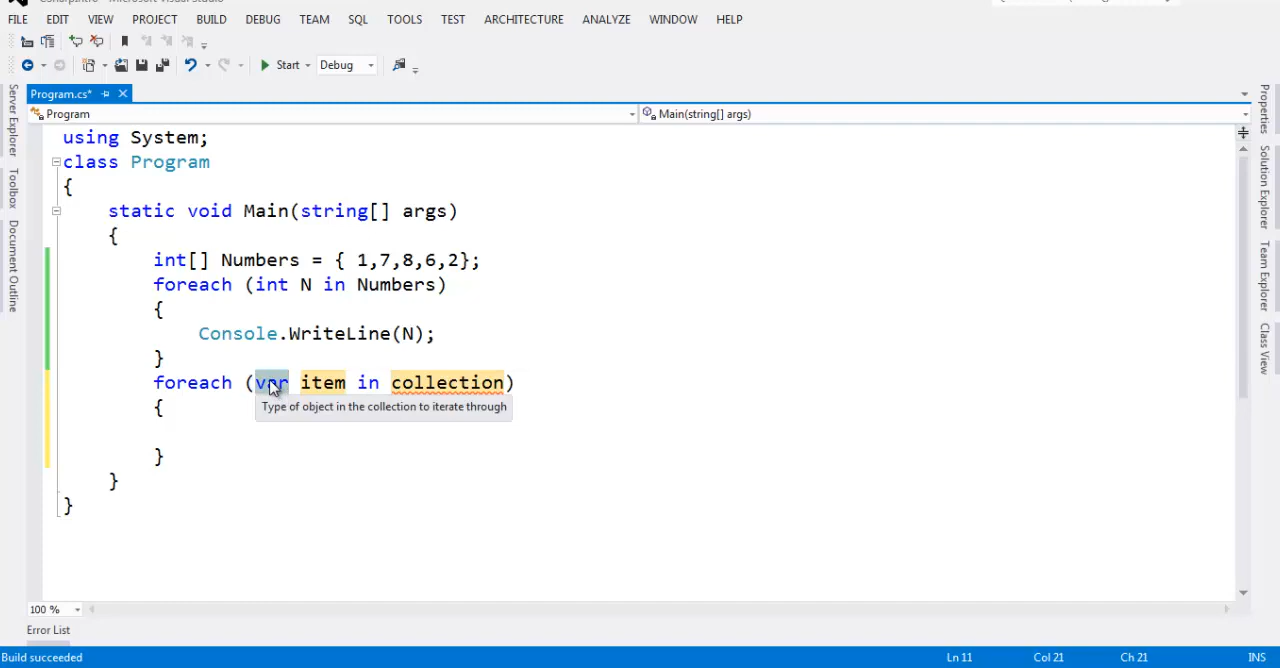 FILE EDIT VIEW PROJECT BUILD DEBUG TEAM SQL TOOLS TEST ARCHITECTURE ANALYZE WINDOW HELP
Start Debug
Program.cs*
Program Main(string[] args)
using System;
class Program
{
static void Main(string[] args)
{
int[] Numbers = { 1,7,8,6,2};
foreach (int N in Numbers)
{
Console.WriteLine(N);
}
foreach (var item in collection)
Type of object in the collection to iterate through
{
}
}
}
Server Explorer
Toolbox
Document Outline
Properties
Solution Explorer
Team Explorer
Class View
100 %
Error List
Build succeeded Ln 11 Col 21 Ch 21 INS